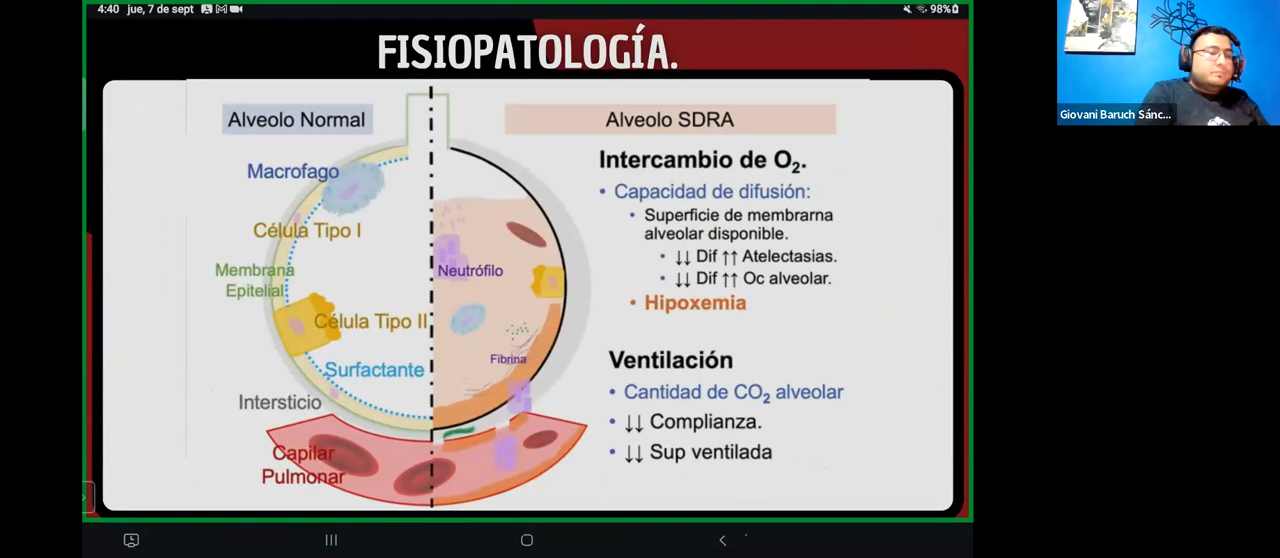 4:40 jue, 7 de sept
98%
FISIOPATOLOGÍA.
Alveolo Normal
Macrofago
Célula Tipo I
Membrana
Epitelial
Célula Tipo II
Surfactante
Intersticio
Capilar
Pulmonar
Neutrófilo
Fibrina
Alveolo SDRA
Intercambio de O₂.
• Capacidad de difusión:
• Superficie de membrarna
alveolar disponible.
• ↓↓ Dif ↑↑ Atelectasias.
• ↓↓ Dif ↑↑ Oc alveolar.
• Hipoxemia
Ventilación
• Cantidad de CO₂ alveolar
• ↓↓ Complianza.
• ↓↓ Sup ventilada
Giovani Baruch Sánc...